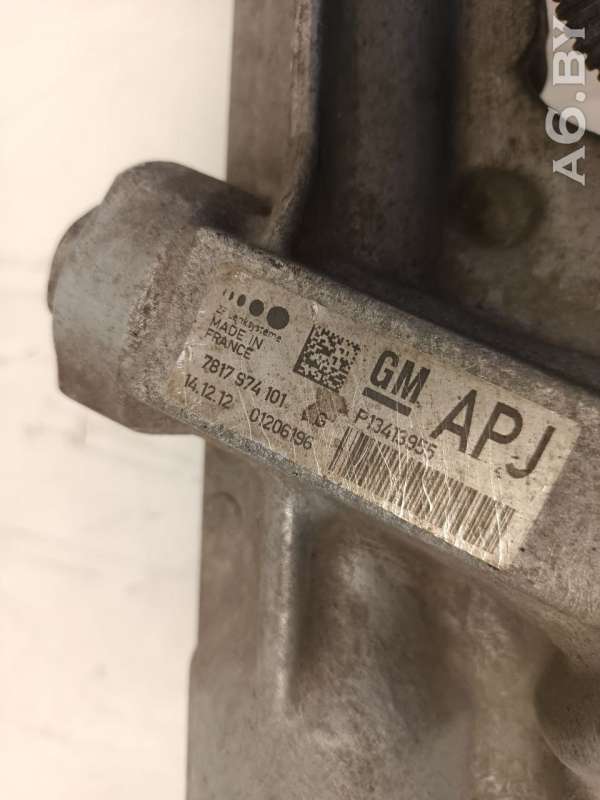 A6.BY
ZF Lenksysteme
MADE IN
FRANCE
7817 974 101
14.12.12 01206196
GM
APJ
P13413955